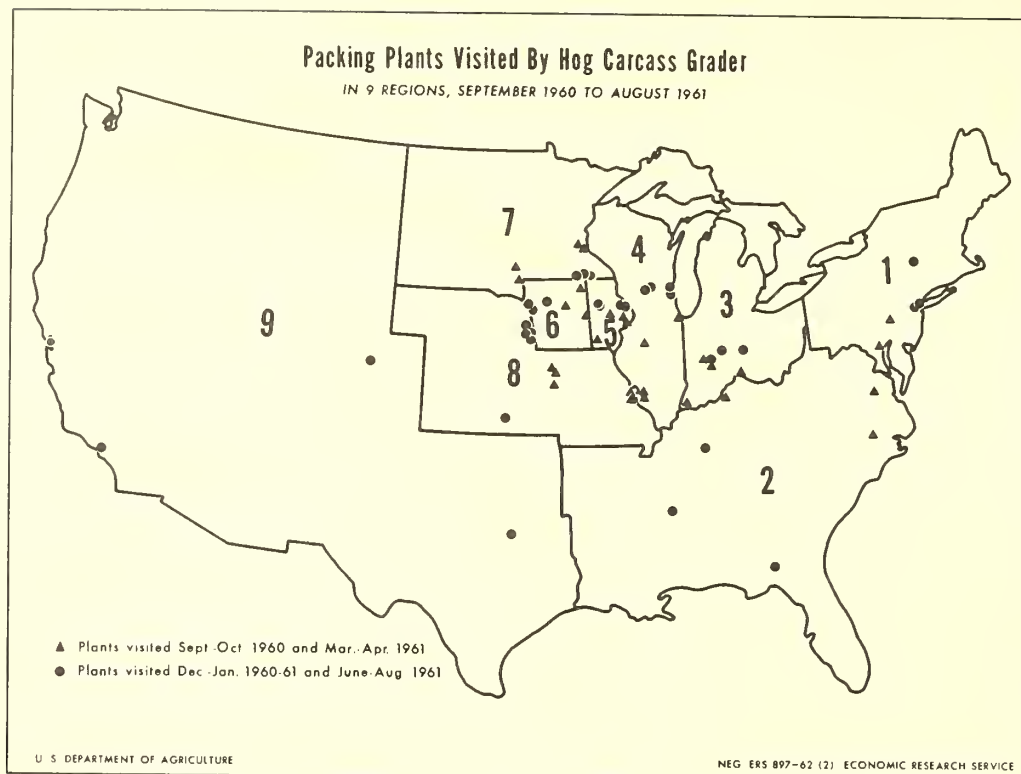 Packing Plants Visited By Hog Carcass Grader
IN 9 REGIONS, SEPTEMBER 1960 TO AUGUST 1961
7
4
1
3
9
6
5
8
2
▲ Plants visited Sept.-Oct 1960 and Mar.-Apr. 1961
● Plants visited Dec.-Jan. 1960-61 and June-Aug 1961
U S DEPARTMENT OF AGRICULTURE
NEG ERS 897-62 (2) ECONOMIC RESEARCH SERVICE